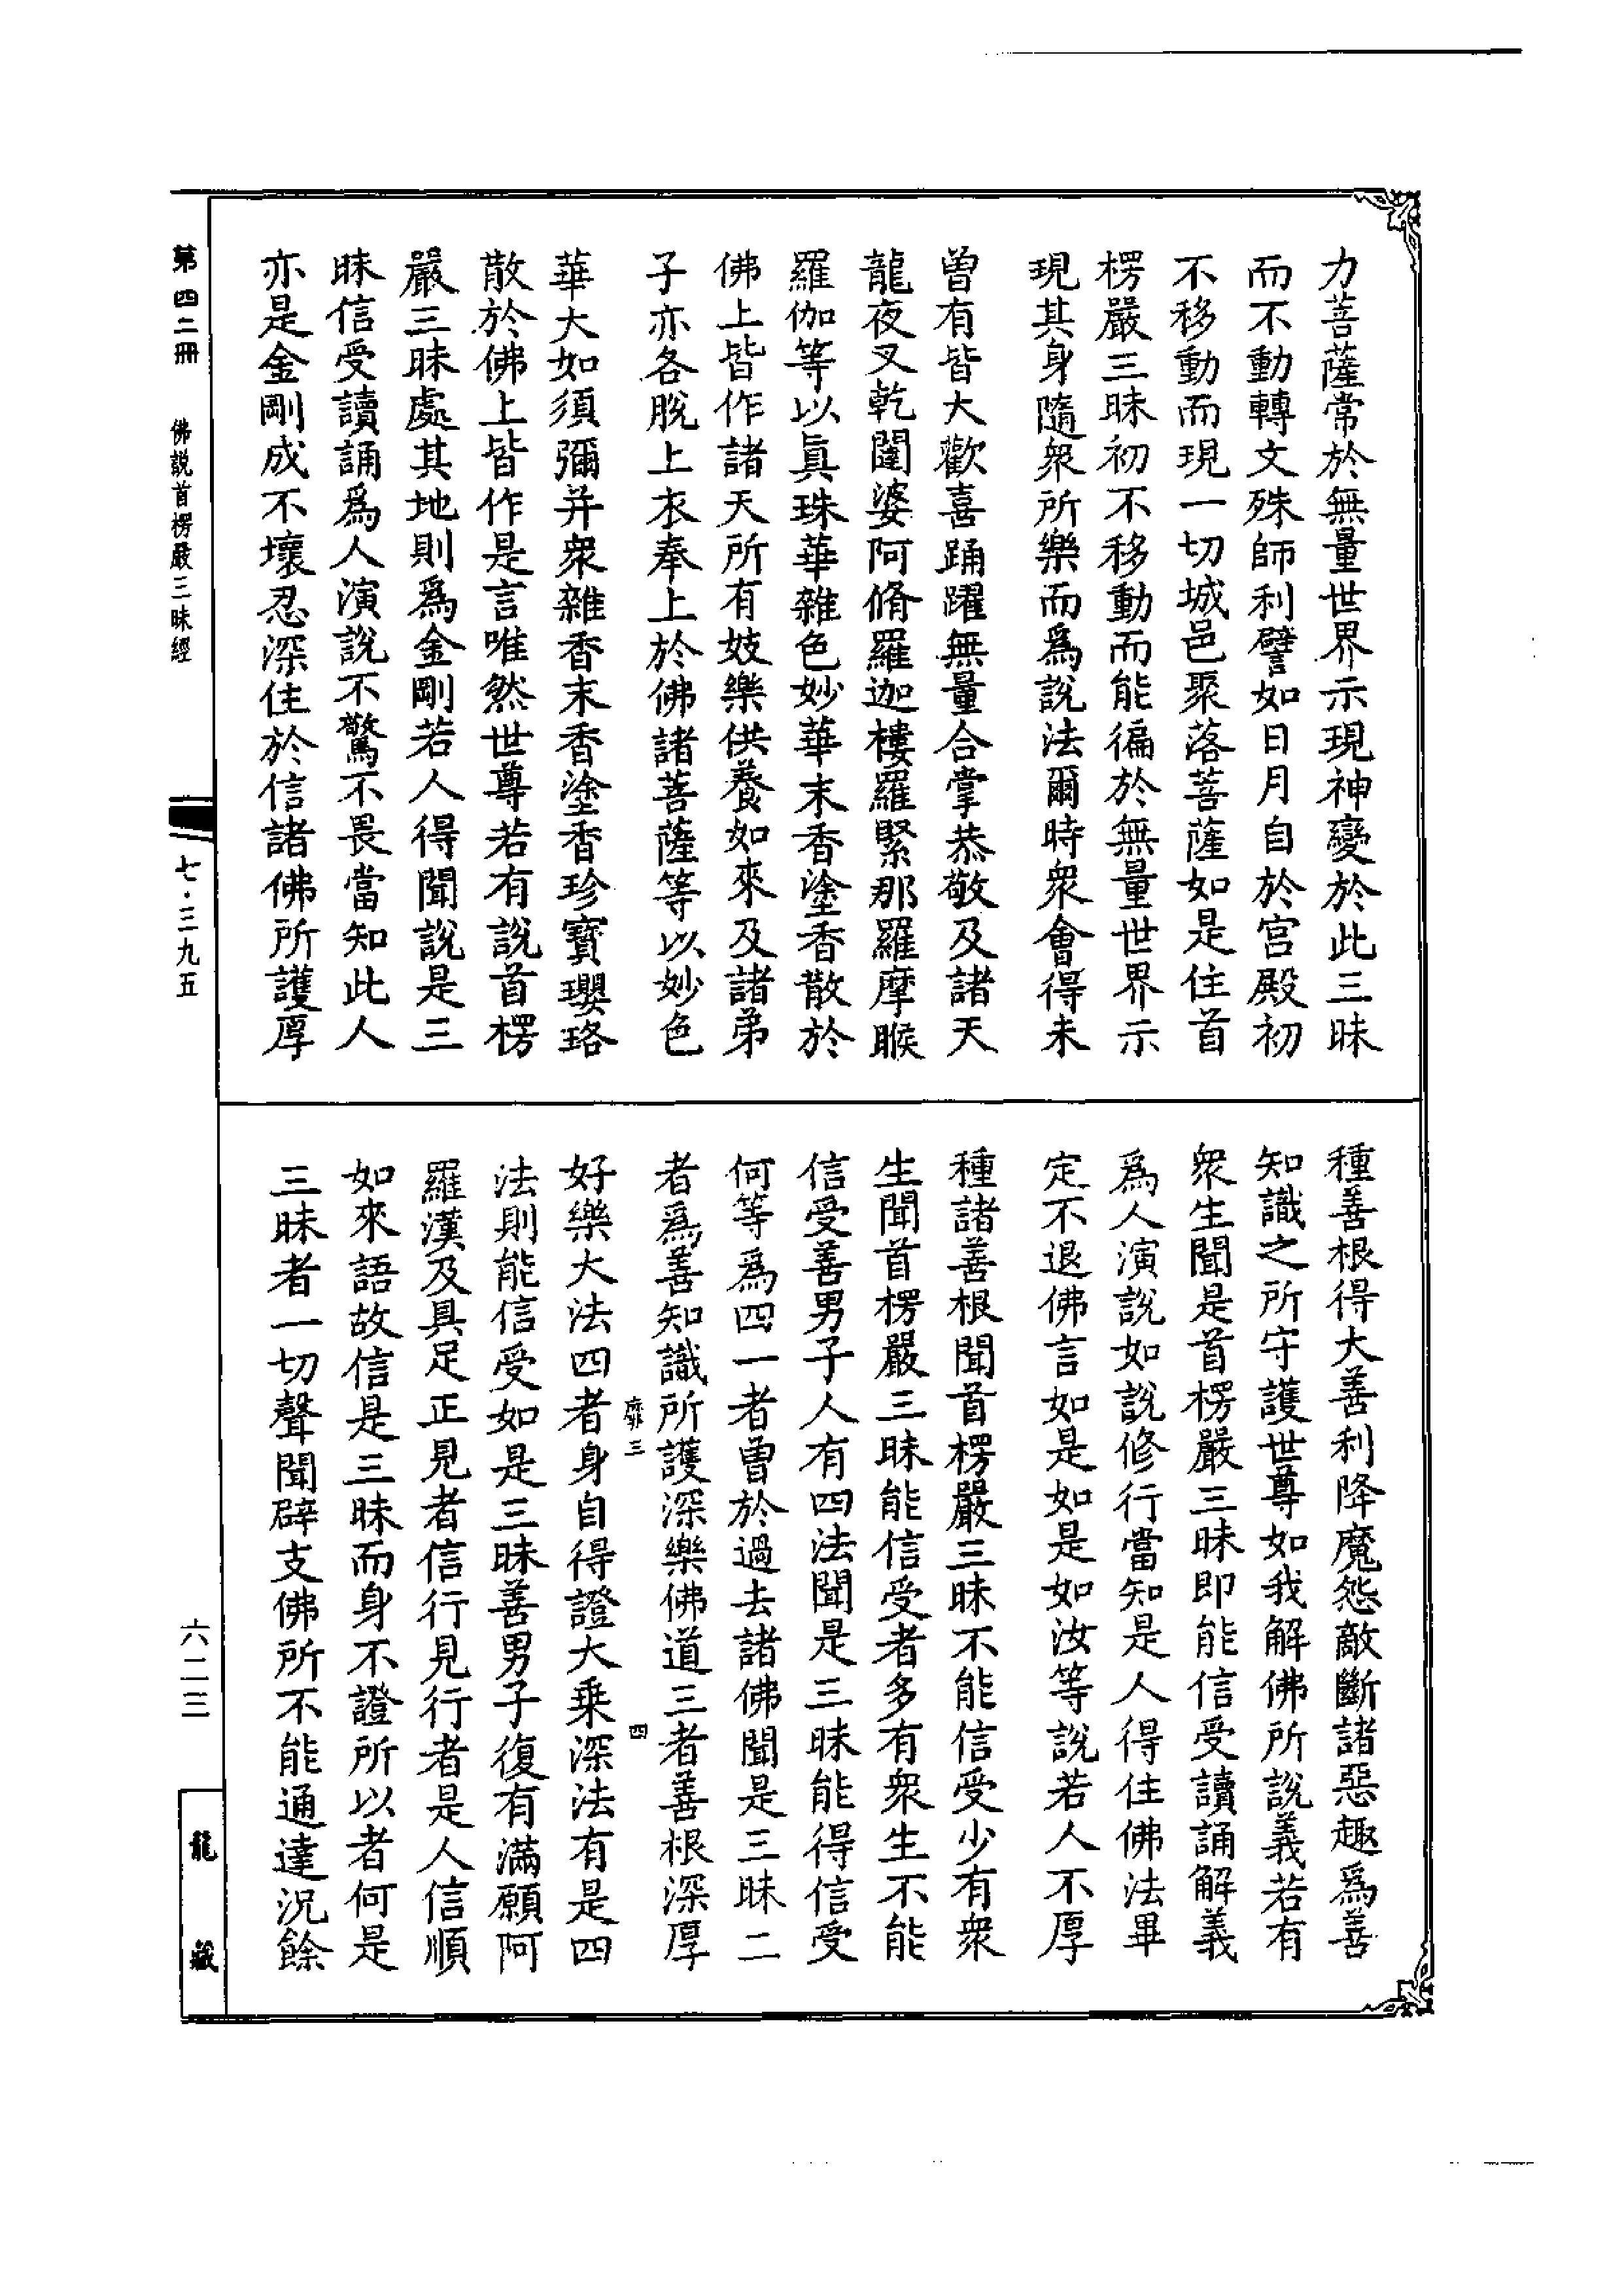 力菩薩常於無量世界示現神變於此三昧
而不動轉文殊師利譬如日月自於宮殿初
不移動而現一切城邑聚落菩薩如是住首
楞嚴三昧初不移動而能徧於無量世界示
現其身隨衆所樂而爲說法爾時衆會得未
曾有皆大歡喜踊躍無量合掌恭敬及諸天
龍夜叉乾闥婆阿脩羅迦樓羅緊那羅摩睺
羅伽等以眞珠華雜色妙華末香塗香散於
佛上皆作諸天所有妓樂供養如來及諸弟
子亦各脫上衣奉上於佛諸菩薩等以妙色
華大如須彌并衆雜香末香塗香珍寶瓔珞
散於佛上皆作是言唯然世尊若有說首楞
嚴三昧處其地則爲金剛若人得聞說是三
昧信受讀誦爲人演說不驚不畏當知此人
亦是金剛成不壞忍深住於信諸佛所護厚
種善根得大善利降魔怨敵斷諸惡趣爲善
知識之所守護世尊如我解佛所說義若有
衆生聞是首楞嚴三昧即能信受讀誦解義
爲人演說如說修行當知是人得住佛法畢
定不退佛言如是如是如汝等說若人不厚
種諸善根聞首楞嚴三昧不能信受少有衆
生聞首楞嚴三昧能信受者多有衆生不能
信受善男子人有四法聞是三昧能得信受
何等爲四一者曾於過去諸佛聞是三昧二
者爲善知識所護深樂佛道三者善根深厚
靡三
四
好樂大法四者身自得證大乘深法有是四
法則能信受如是三昧善男子復有滿願阿
羅漢及具足正見者信行見行者是人信順
如來語故信是三昧而身不證所以者何是
三昧者一切聲聞辟支佛所不能通達況餘
第四二冊
佛說首楞嚴三昧經
七·三九五
六二三
龍藏